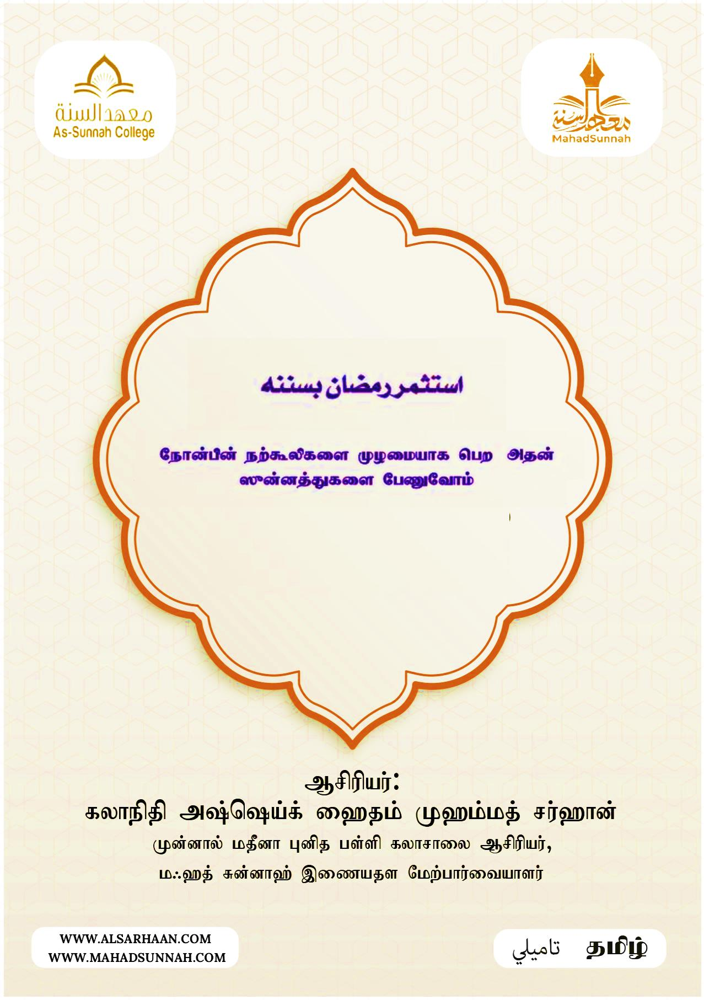 معهد السنة
As-Sunnah College
معهد السنة
MahadSunnah
استثمر رمضان بسننه
நோன்பின் நற்கூலிகளை முழமையாக பெற அதன்
ஸுன்னத்துகளை பேணுவோம்
ஆசிரியர்:
கலாநிதி அஷ்ஷெய்க் ஹைதம் முஹம்மத் சர்ஹான்
முன்னால் மதீனா புனித பள்ளி கலாசாலை ஆசிரியர்,
மஃஹத் சுன்னாஹ் இணையதள மேற்பார்வையாளர்
WWW.ALSARHAAN.COM
WWW.MAHADSUNNAH.COM
تاميلي தமிழ்